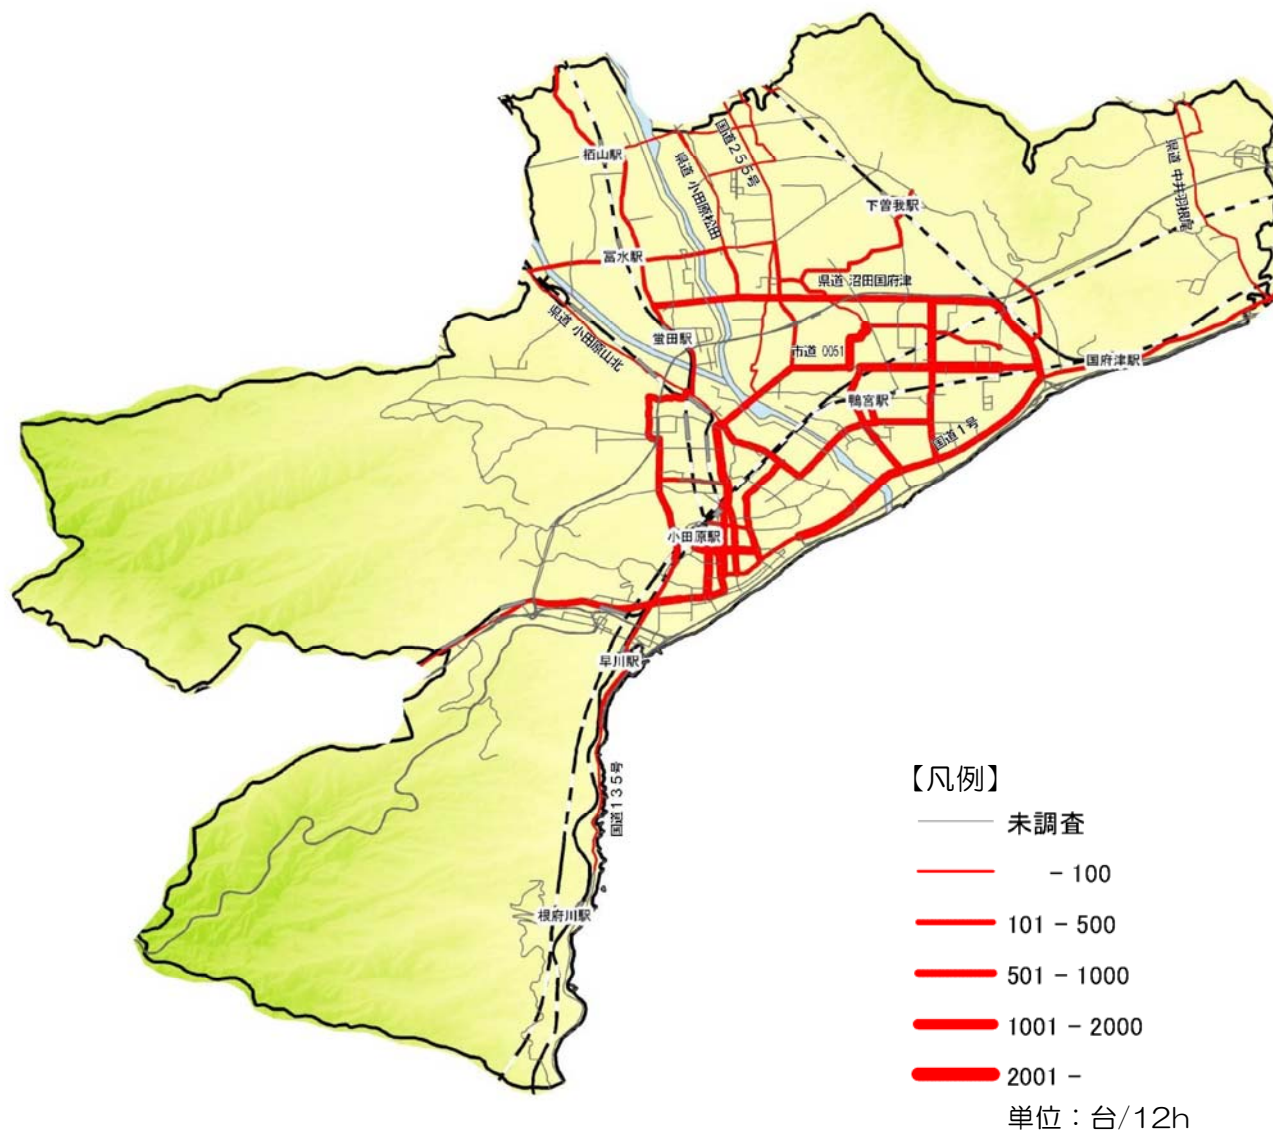 栢山駅
国道255号
県道 小田原松田
県道 中井羽根尾
下曽我駅
富水駅
県道 沼田国府津
県道 小田原山北
蛍田駅
市道 0051
国府津駅
鴨宮駅
国道1号
小田原駅
早川駅
国道135号
根府川駅
【凡例】
未調査
- 100
101 - 500
501 - 1000
1001 - 2000
2001 -
単位：台/12h